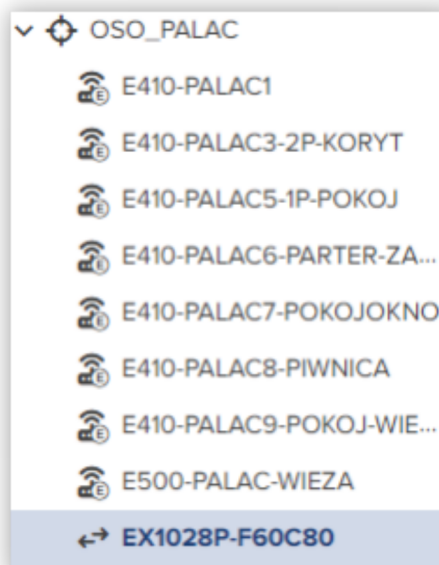 OSO_PALAC
E410-PALAC1
E410-PALAC3-2P-KORYT
E410-PALAC5-1P-POKOJ
E410-PALAC6-PARTER-ZA...
E410-PALAC7-POKOJOKNO
E410-PALAC8-PIWNICA
E410-PALAC9-POKOJ-WIE...
E500-PALAC-WIEZA
EX1028P-F60C80